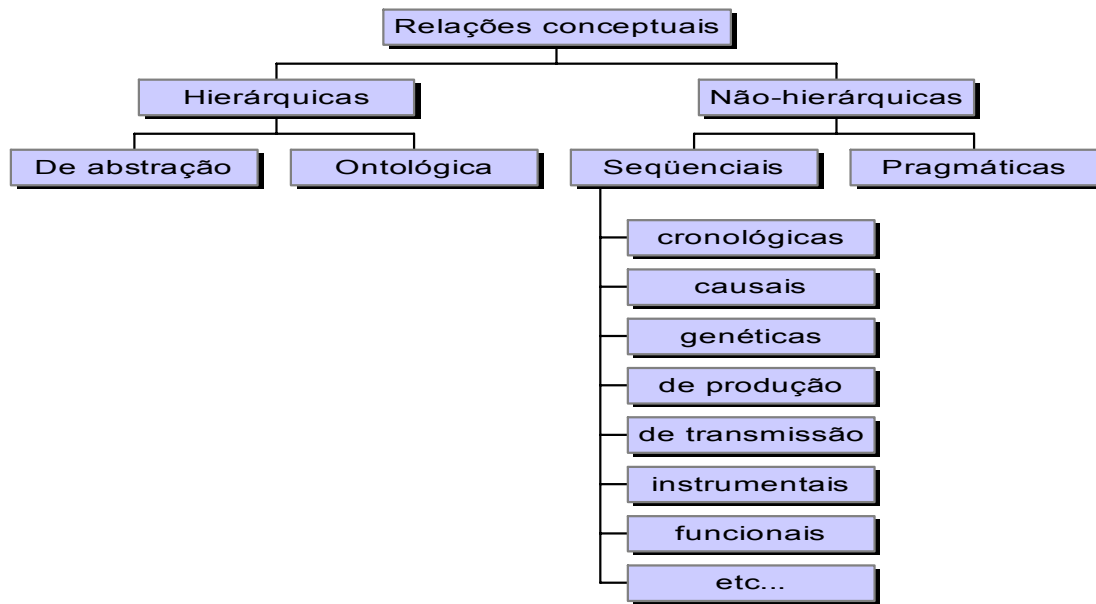 Relações conceptuais
Hierárquicas
Não-hierárquicas
De abstração
Ontológica
Seqüenciais
Pragmáticas
cronológicas
causais
genéticas
de produção
de transmissão
instrumentais
funcionais
etc...